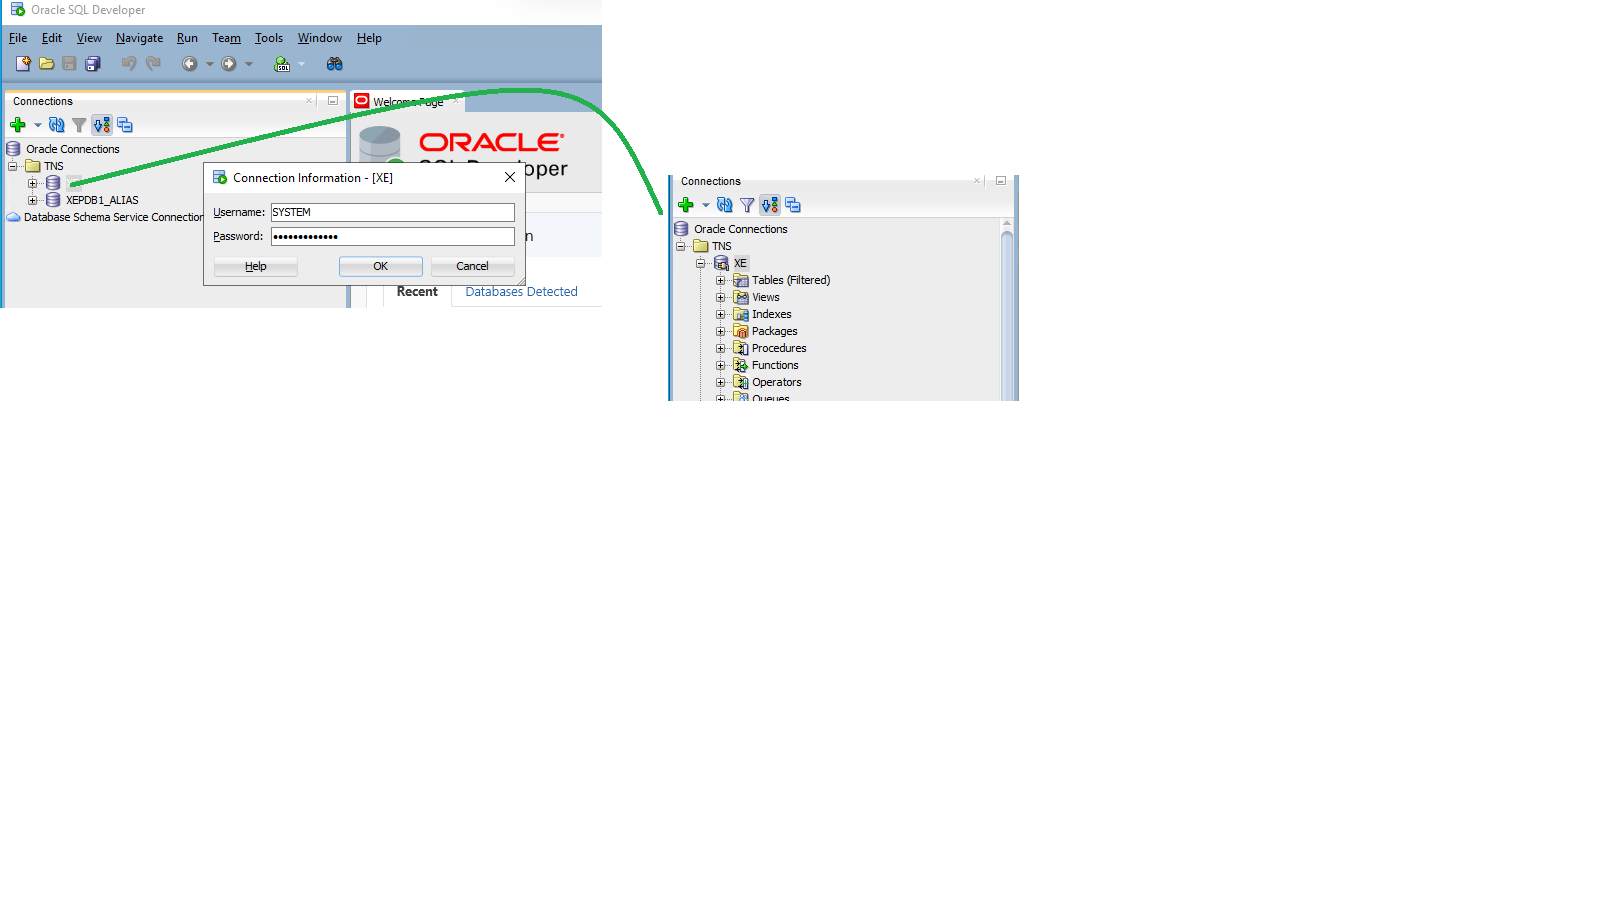 Oracle SQL Developer
File Edit View Navigate Run Team Tools Window Help
SQL
Connections
Welcome Page
Oracle Connections
TNS
XEPDB1_ALIAS
Database Schema Service Connection
ORACLE
Connection Information - [XE]
Username: SYSTEM
Password: •••••••••••••
Help OK Cancel
Recent Databases Detected
Connections
Oracle Connections
TNS
XE
Tables (Filtered)
Views
Indexes
Packages
Procedures
Functions
Operators
Queues